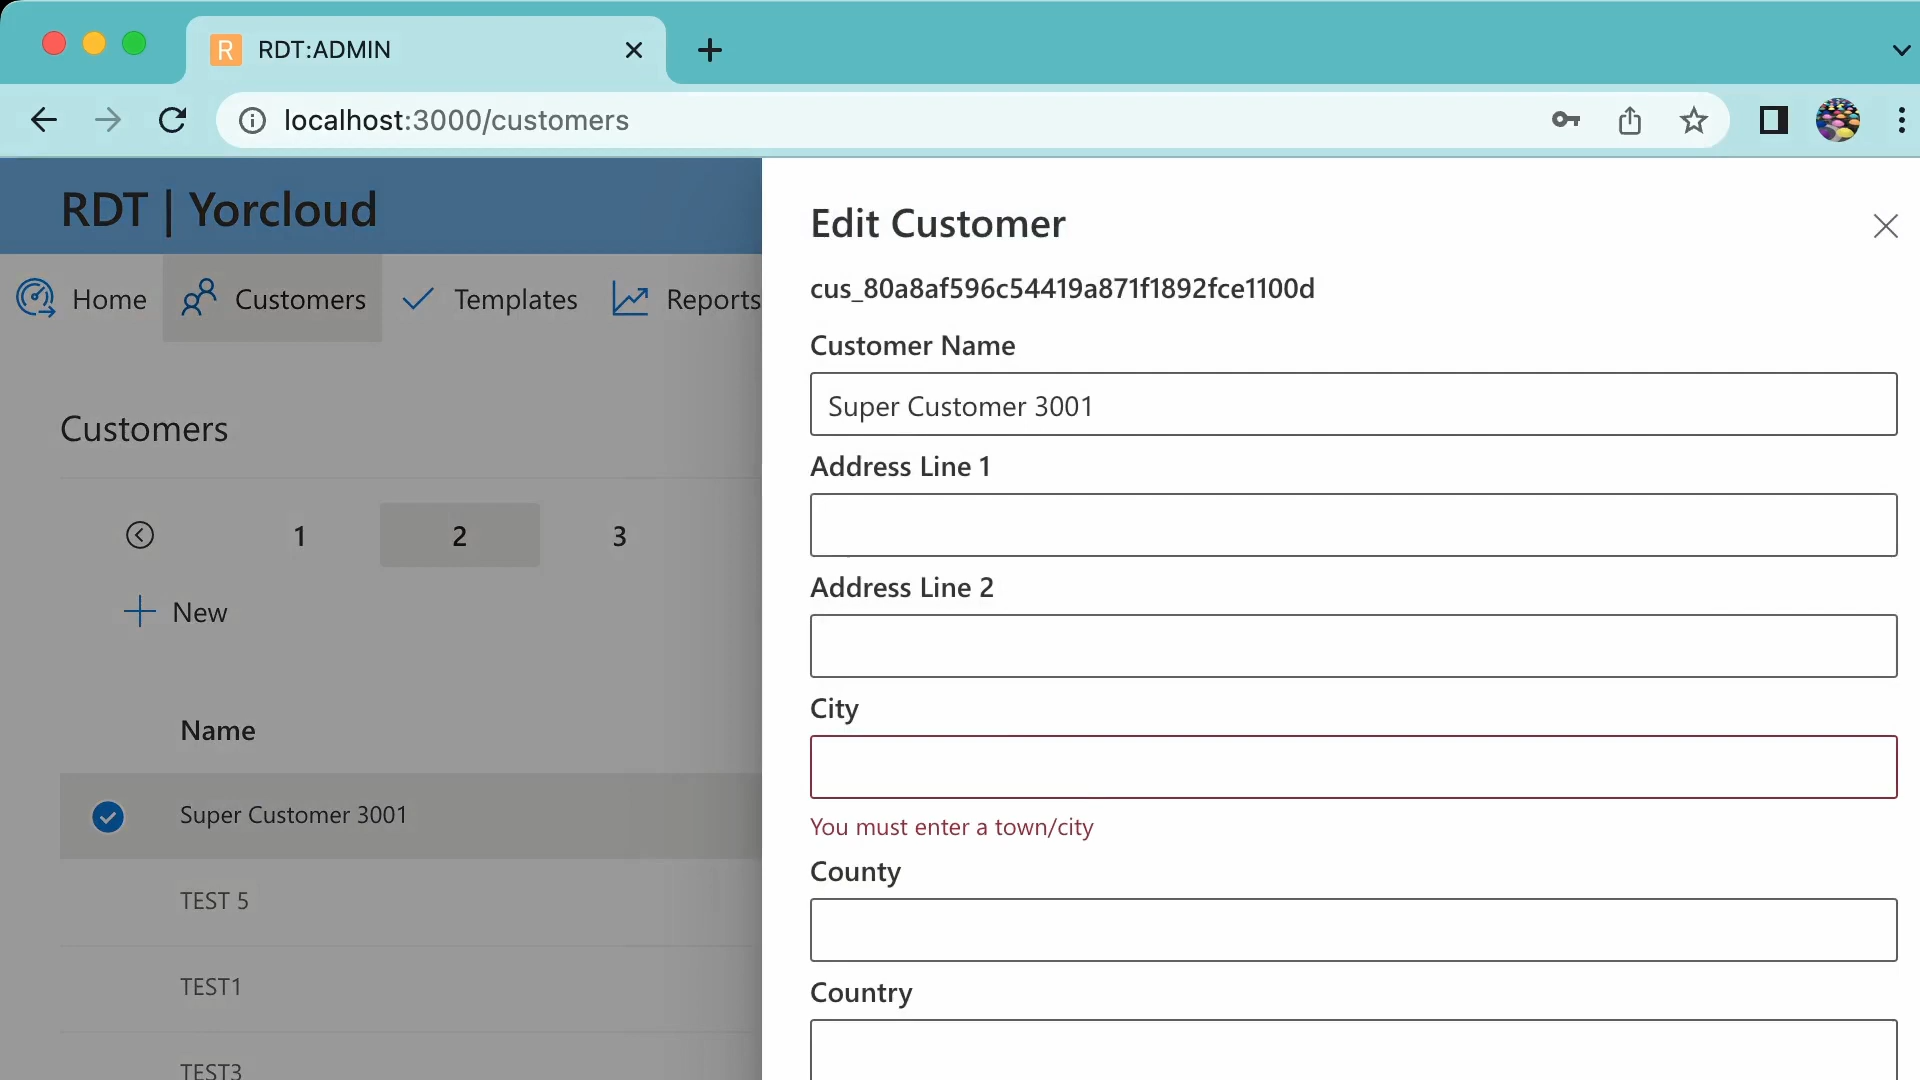 R RDT:ADMIN
localhost:3000/customers
RDT | Yorcloud
Home Customers Templates Reports
Customers
1 2 3
New
Name
Super Customer 3001
TEST 5
TEST1
TEST3
Edit Customer
cus_80a8af596c54419a871f1892fce1100d
Customer Name
Super Customer 3001
Address Line 1
Address Line 2
City
You must enter a town/city
County
Country